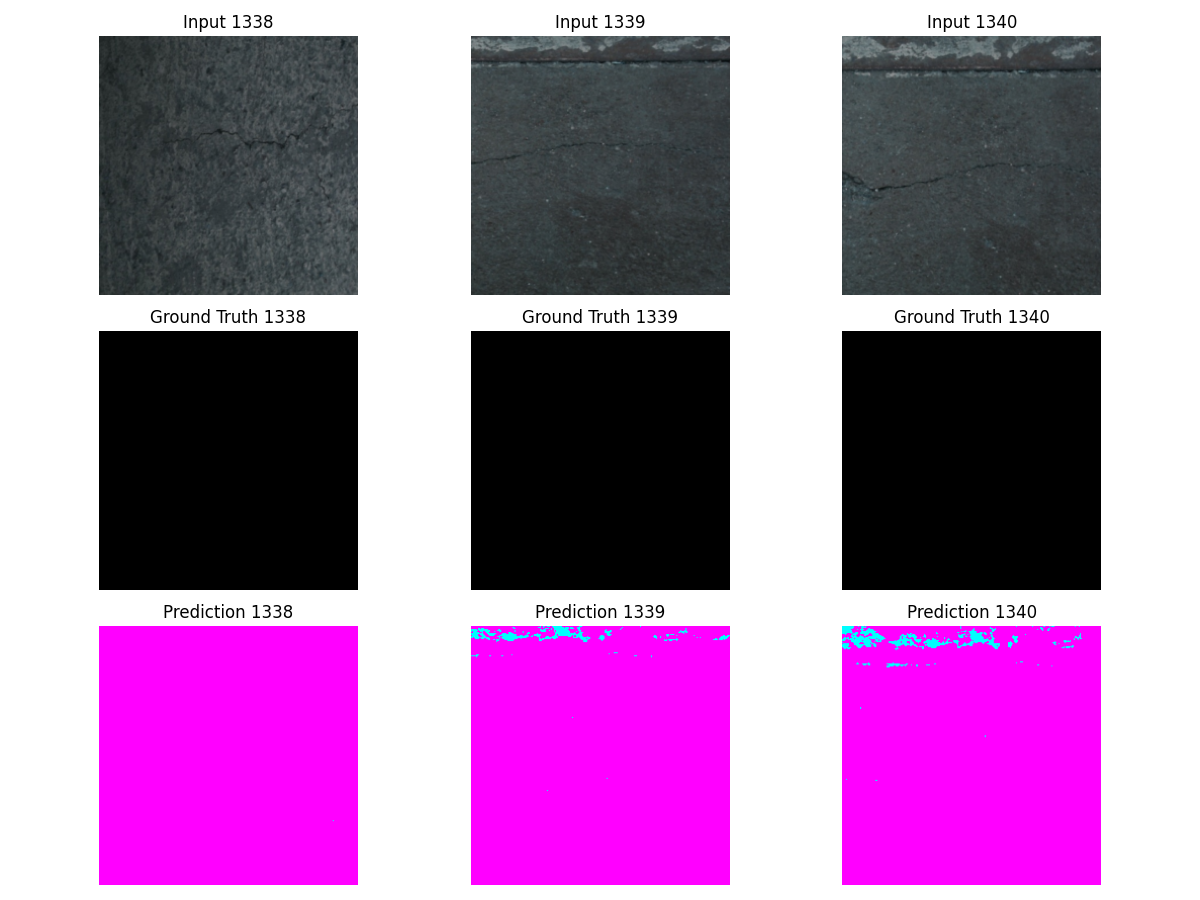 Input 1338
Input 1339
Input 1340
Ground Truth 1338
Ground Truth 1339
Ground Truth 1340
Prediction 1338
Prediction 1339
Prediction 1340